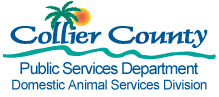 Collier County
Public Services Department
Domestic Animal Services Division